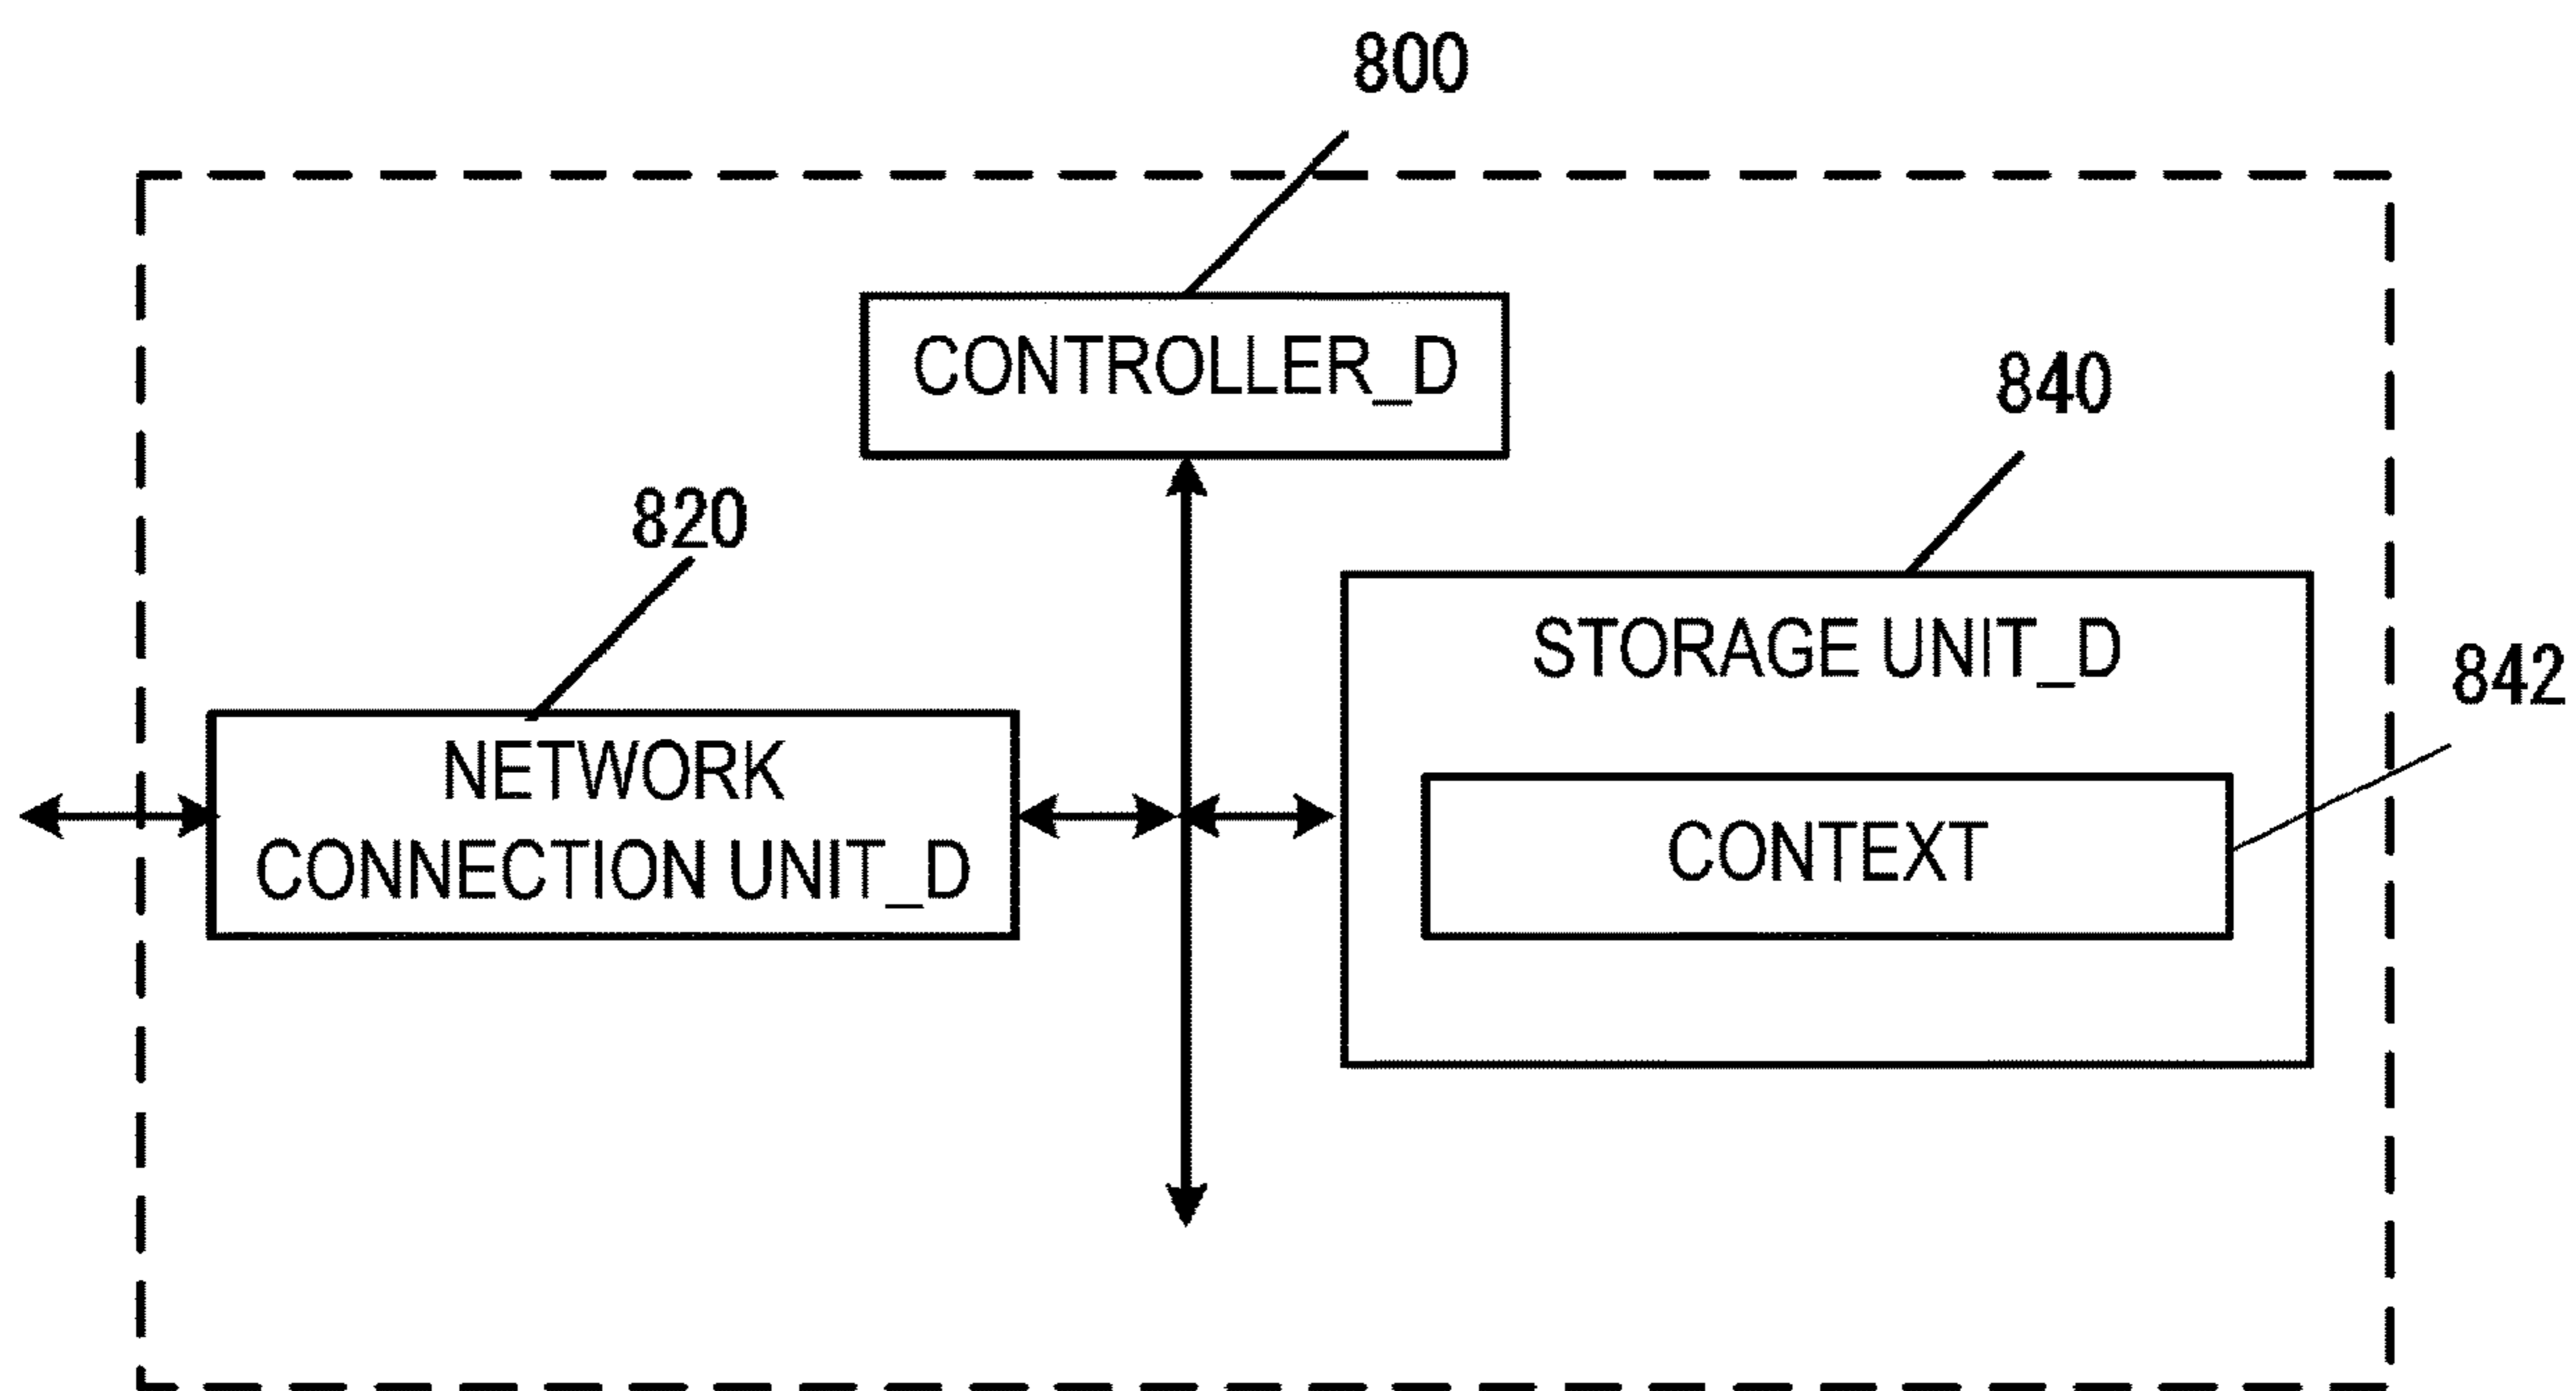 800
CONTROLLER_D
840
820
STORAGE UNIT_D
842
NETWORK
CONNECTION UNIT_D
CONTEXT